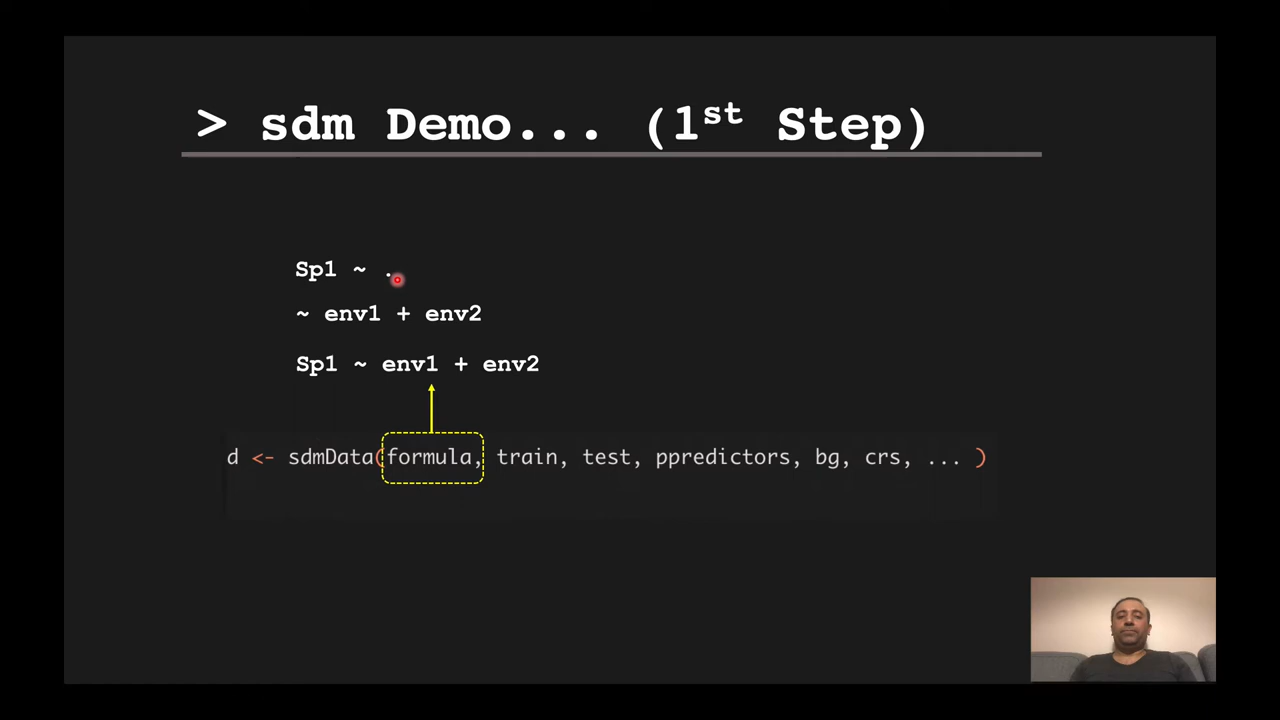 > sdm Demo... (1st Step)
Sp1 ~ .
~ env1 + env2
Sp1 ~ env1 + env2
d <- sdmData(formula, train, test, ppredictors, bg, crs, ... )